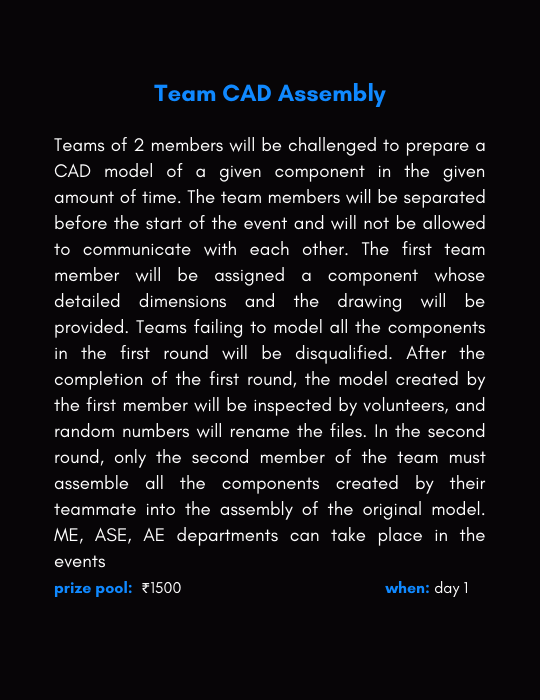 Team CAD Assembly
Teams of 2 members will be challenged to prepare a
CAD model of a given component in the given
amount of time. The team members will be separated
before the start of the event and will not be allowed
to communicate with each other. The first team
member will be assigned a component whose
detailed dimensions and the drawing will be
provided. Teams failing to model all the components
in the first round will be disqualified. After the
completion of the first round, the model created by
the first member will be inspected by volunteers, and
random numbers will rename the files. In the second
round, only the second member of the team must
assemble all the components created by their
teammate into the assembly of the original model.
ME, ASE, AE departments can take place in the
events
prize pool: ₹1500 when: day 1